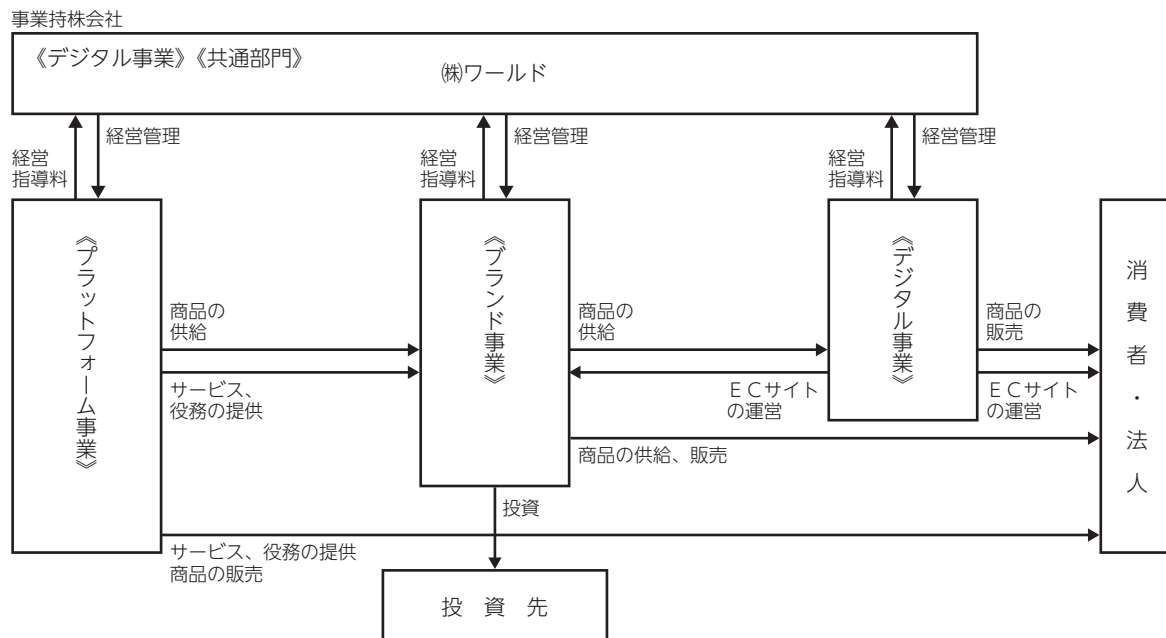 事業持株会社
《デジタル事業》《共通部門》
㈱ワールド
経営
指導料
経営管理
経営
指導料
経営管理
経営
指導料
経営管理
《プラットフォーム事業》
《ブランド事業》
《デジタル事業》
消費者・法人
商品の
供給
サービス、
役務の提供
商品の
供給
ＥＣサイト
の運営
商品の
販売
ＥＣサイト
の運営
商品の供給、販売
投資
サービス、役務の提供
商品の販売
投資先